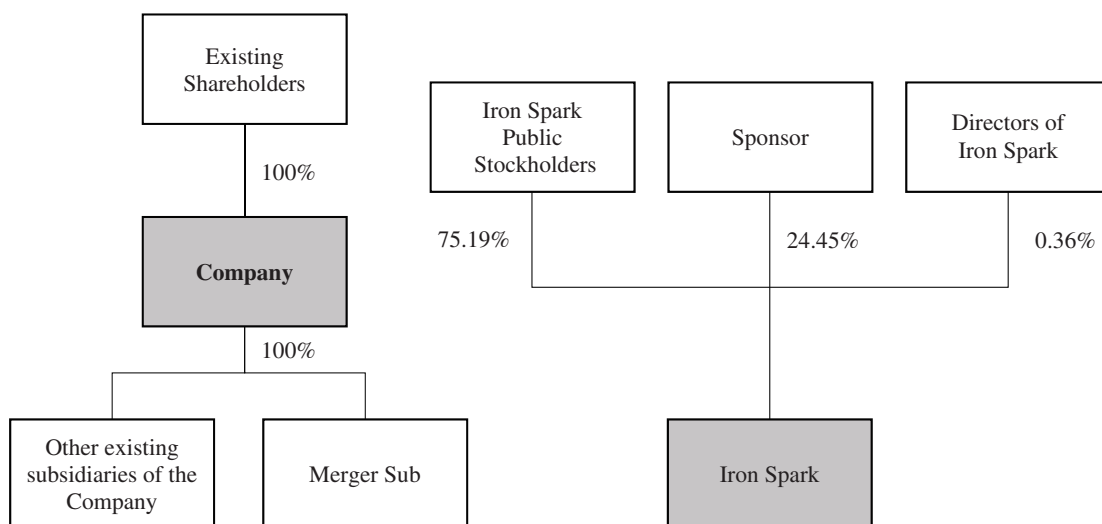 Existing
Shareholders
100%
Company
100%
Other existing
subsidiaries of the
Company
Merger Sub
Iron Spark
Public
Stockholders
Sponsor
Directors of
Iron Spark
75.19%
24.45%
0.36%
Iron Spark